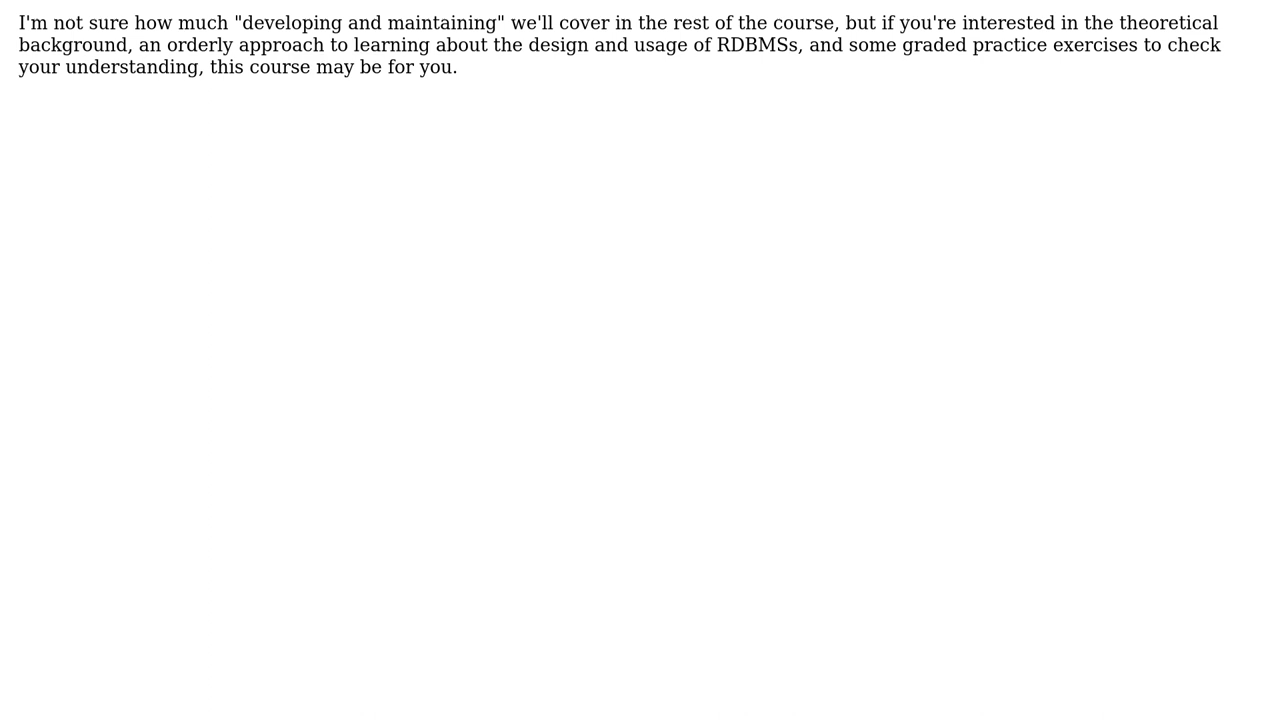 I'm not sure how much "developing and maintaining" we'll cover in the rest of the course, but if you're interested in the theoretical
background, an orderly approach to learning about the design and usage of RDBMSs, and some graded practice exercises to check
your understanding, this course may be for you.